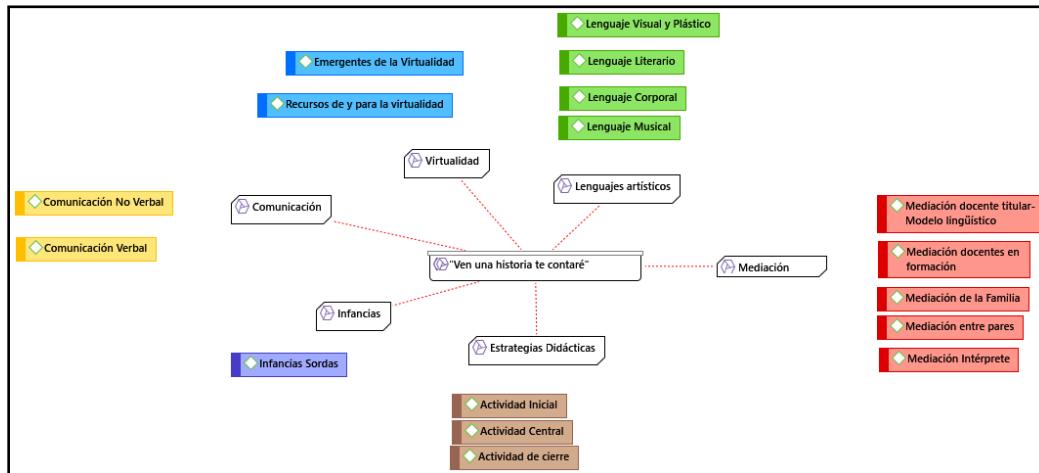 Lenguaje Visual y Plástico
Emergentes de la Virtualidad
Lenguaje Literario
Recursos de y para la virtualidad
Lenguaje Corporal
Lenguaje Musical
Virtualidad
Lenguajes artísticos
Comunicación No Verbal
Comunicación
Mediación docente titular-
Modelo lingüístico
Comunicación Verbal
"Ven una historia te contaré"
Mediación
Mediación docentes en
formación
Infancias
Mediación de la Familia
Mediación entre pares
Estrategias Didácticas
Infancias Sordas
Mediación Intérprete
Actividad Inicial
Actividad Central
Actividad de cierre